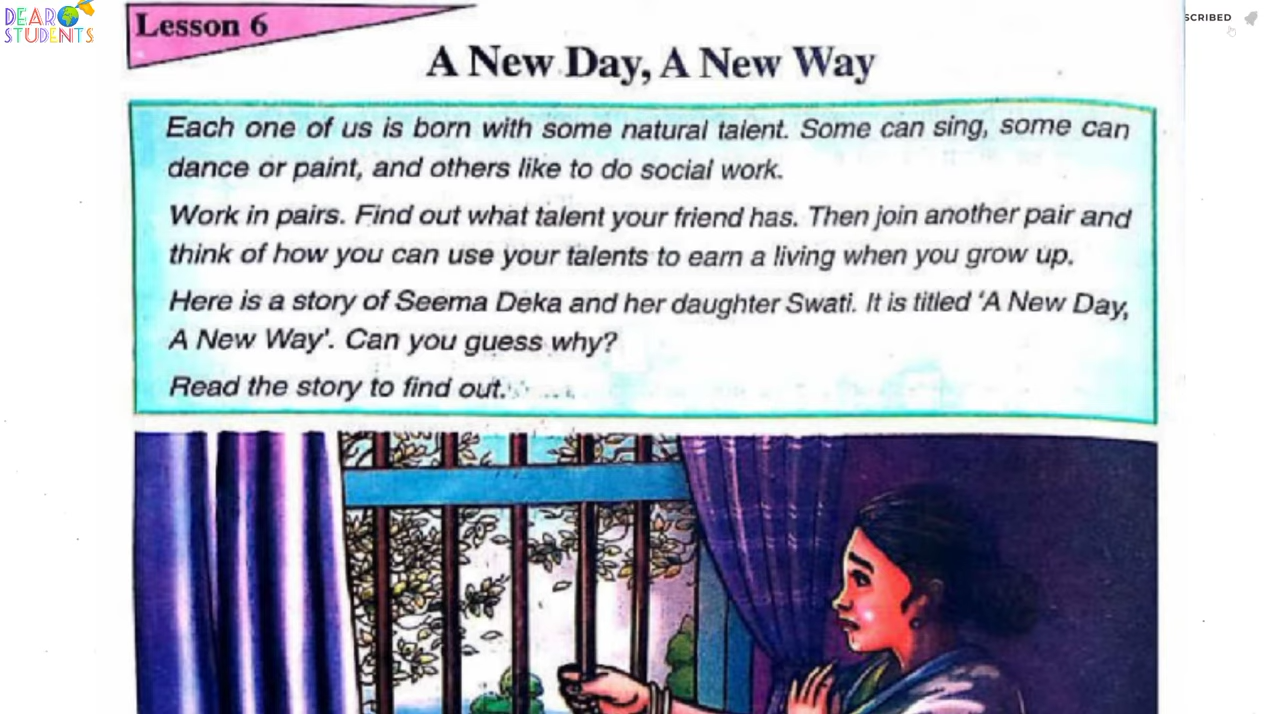 DEAR
STUDENTS
SCRIBED
Lesson 6
A New Day, A New Way
Each one of us is born with some natural talent. Some can sing, some can
dance or paint, and others like to do social work.
Work in pairs. Find out what talent your friend has. Then join another pair and
think of how you can use your talents to earn a living when you grow up.
Here is a story of Seema Deka and her daughter Swati. It is titled 'A New Day,
A New Way'. Can you guess why?
Read the story to find out.